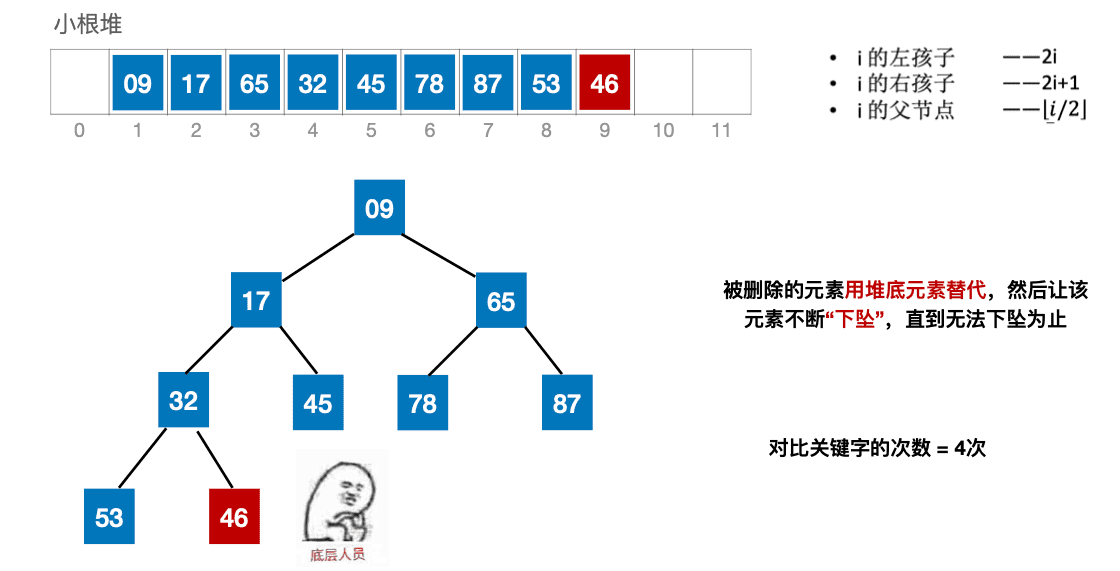 小根堆
09 17 65 32 45 78 87 53 46
0 1 2 3 4 5 6 7 8 9 10 11
• i 的左孩子 ——2i
• i 的右孩子 ——2i+1
• i 的父节点 ——⌊i/2⌋
09
17 65
32 45 78 87
53 46
被删除的元素用堆底元素替代，然后让该
元素不断“下坠”，直到无法下坠为止
对比关键字的次数 = 4次
底层人员